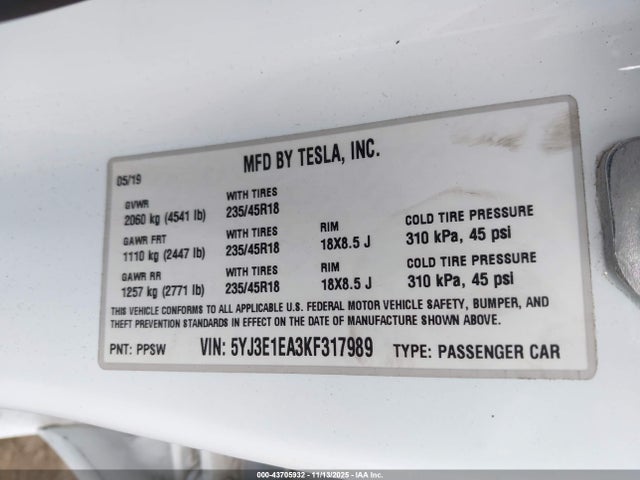 MFD BY TESLA, INC.
05/19
GVWR
2060 kg (4541 lb)
WITH TIRES
235/45R18
GAWR FRT
1110 kg (2447 lb)
WITH TIRES
235/45R18
RIM
18X8.5 J
COLD TIRE PRESSURE
310 kPa, 45 psi
GAWR RR
1257 kg (2771 lb)
WITH TIRES
235/45R18
RIM
18X8.5 J
COLD TIRE PRESSURE
310 kPa, 45 psi
THIS VEHICLE CONFORMS TO ALL APPLICABLE U.S. FEDERAL MOTOR VEHICLE SAFETY, BUMPER, AND
THEFT PREVENTION STANDARDS IN EFFECT ON THE DATE OF MANUFACTURE SHOWN ABOVE.
PNT: PPSW VIN: 5YJ3E1EA3KF317989 TYPE: PASSENGER CAR
000-43705932 - 11/13/2025 - IAA Inc.